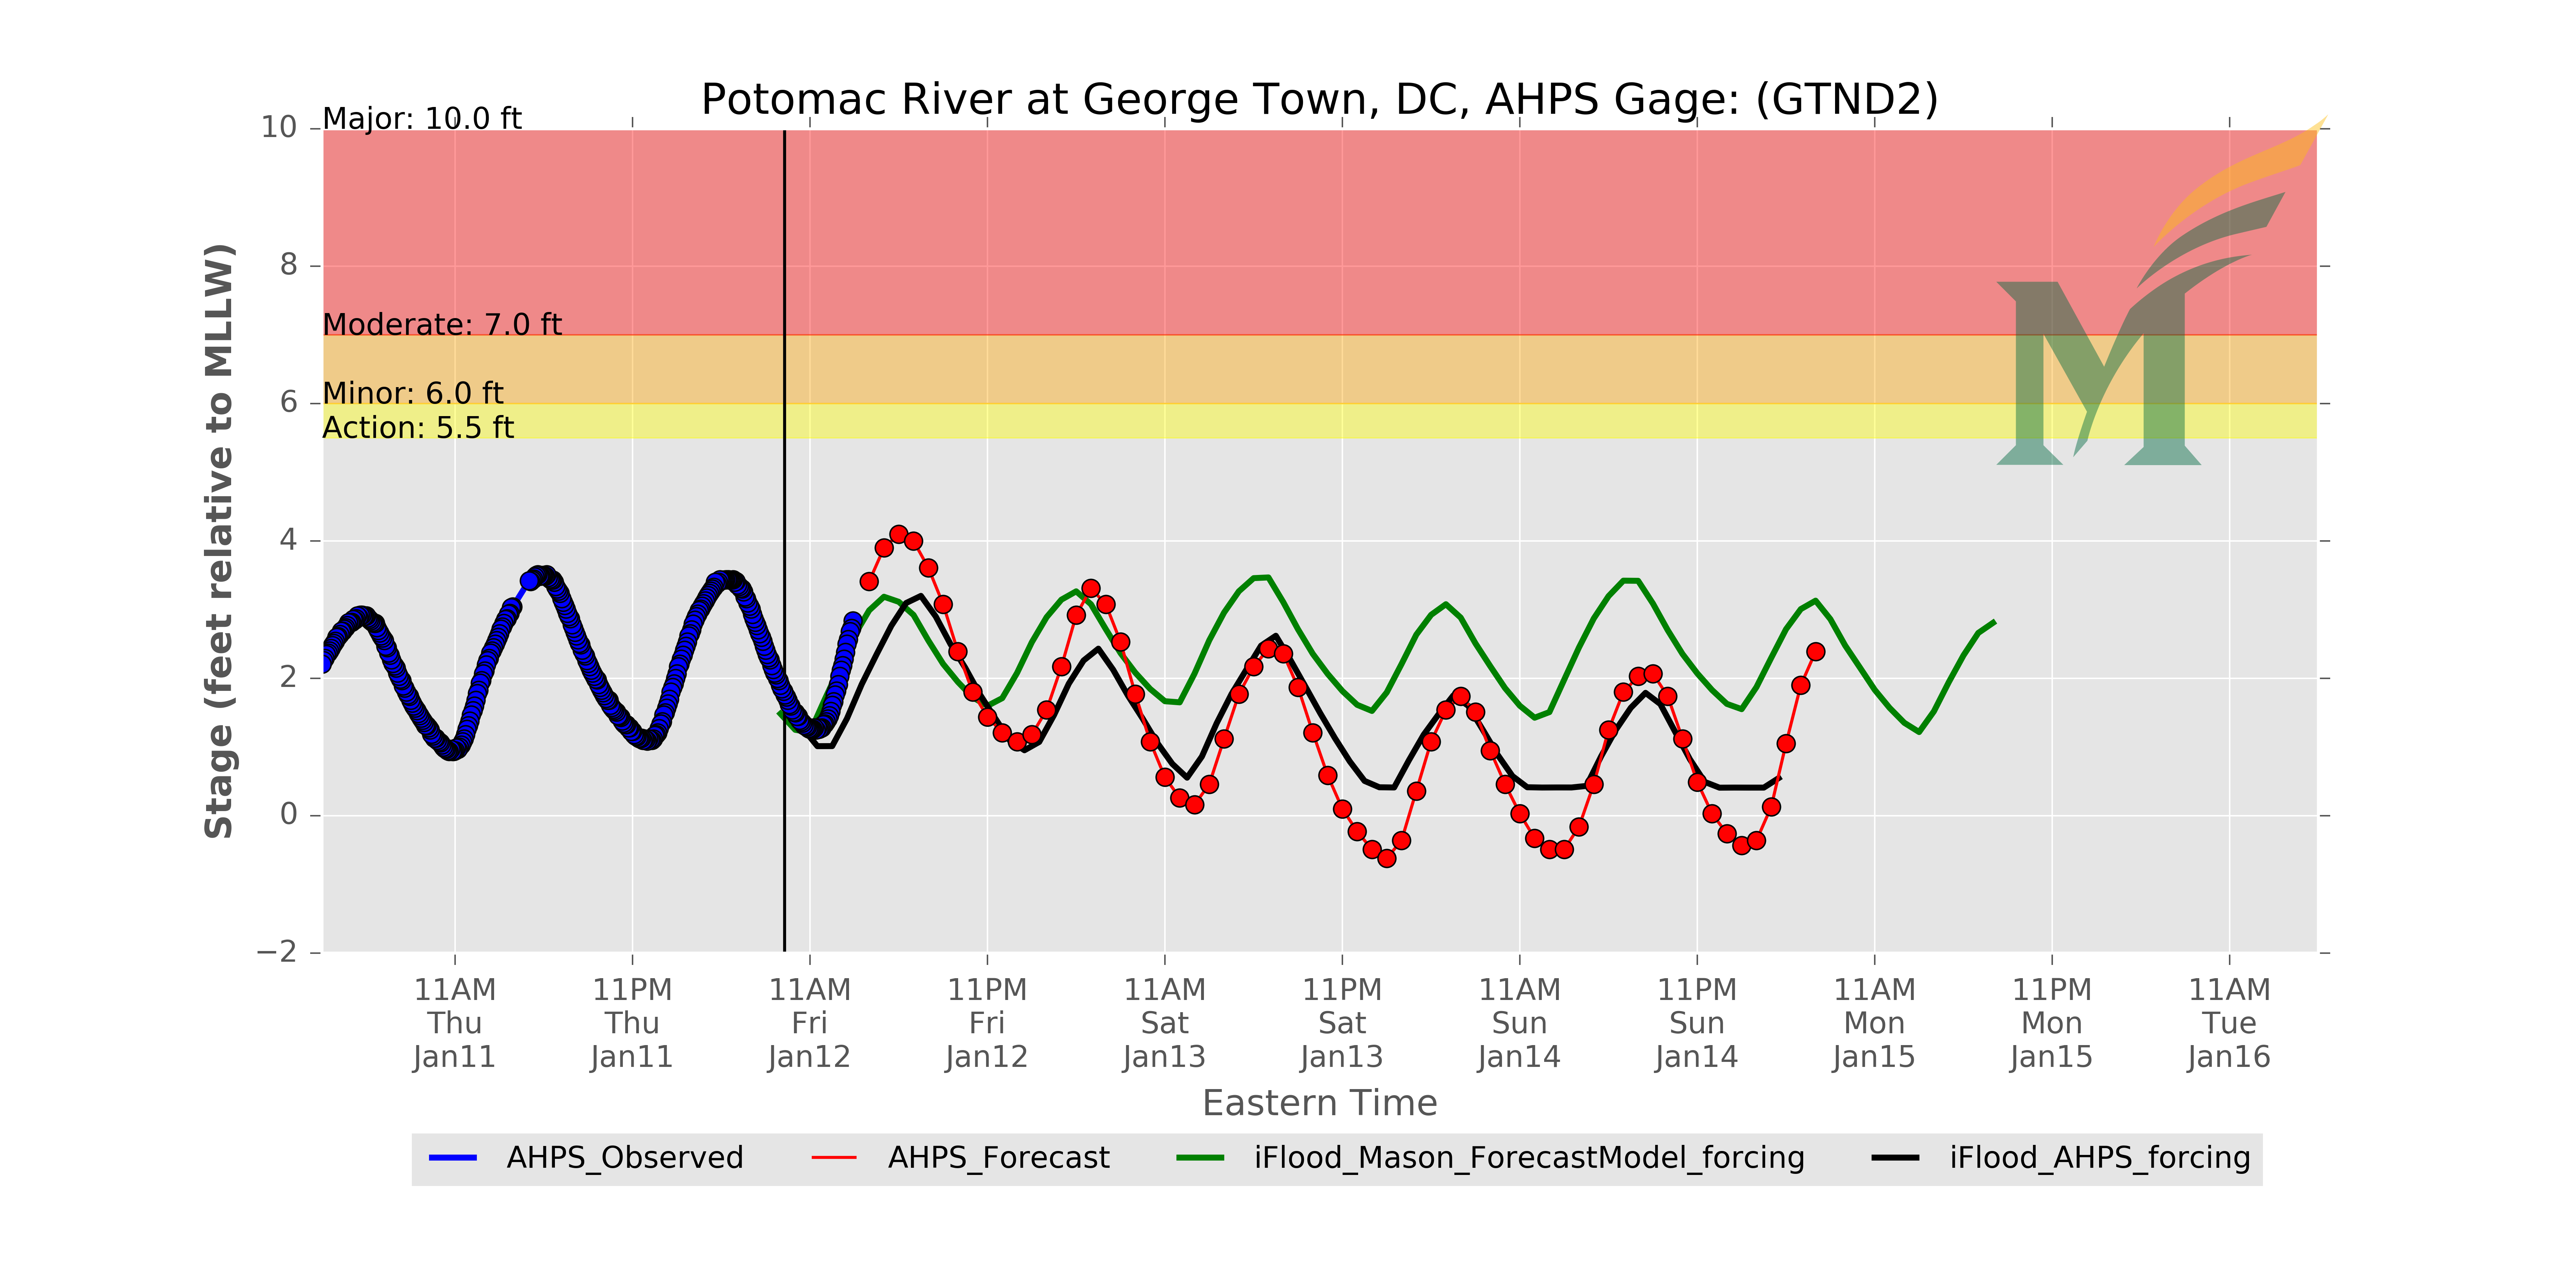 Potomac River at George Town, DC, AHPS Gage: (GTND2)
Major: 10.0 ft
Moderate: 7.0 ft
Minor: 6.0 ft
Action: 5.5 ft
Stage (feet relative to MLLW)
10
8
6
4
2
0
−2
11AM 11PM 11AM 11PM 11AM 11PM 11AM 11PM 11AM 11PM 11AM
Thu Thu Fri Fri Sat Sat Sun Sun Mon Mon Tue
Jan11 Jan11 Jan12 Jan12 Jan13 Jan13 Jan14 Jan14 Jan15 Jan15 Jan16
Eastern Time
AHPS_Observed AHPS_Forecast iFlood_Mason_ForecastModel_forcing iFlood_AHPS_forcing
M